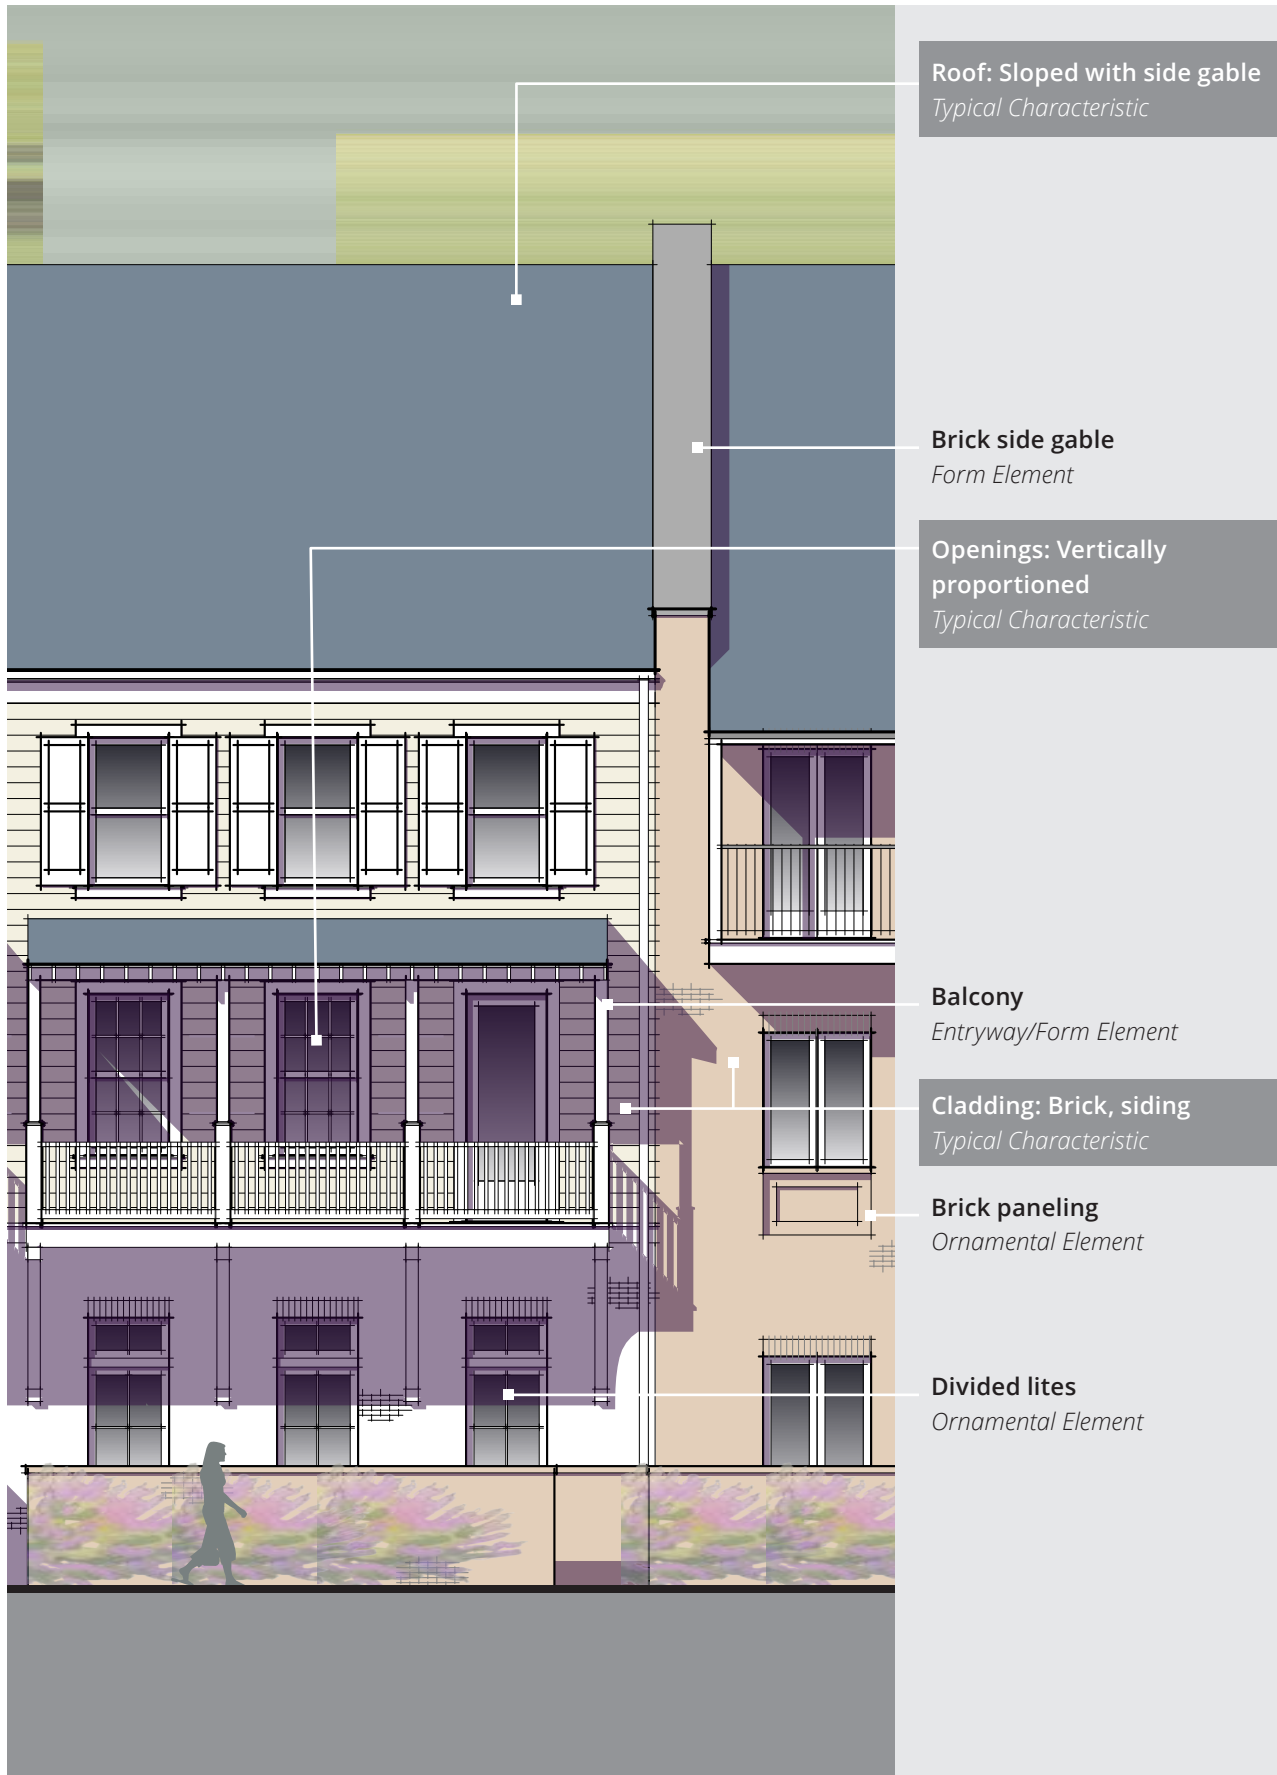 Roof: Sloped with side gable
Typical Characteristic
Brick side gable
Form Element
Openings: Vertically
proportioned
Typical Characteristic
Balcony
Entryway/Form Element
Cladding: Brick, siding
Typical Characteristic
Brick paneling
Ornamental Element
Divided lites
Ornamental Element